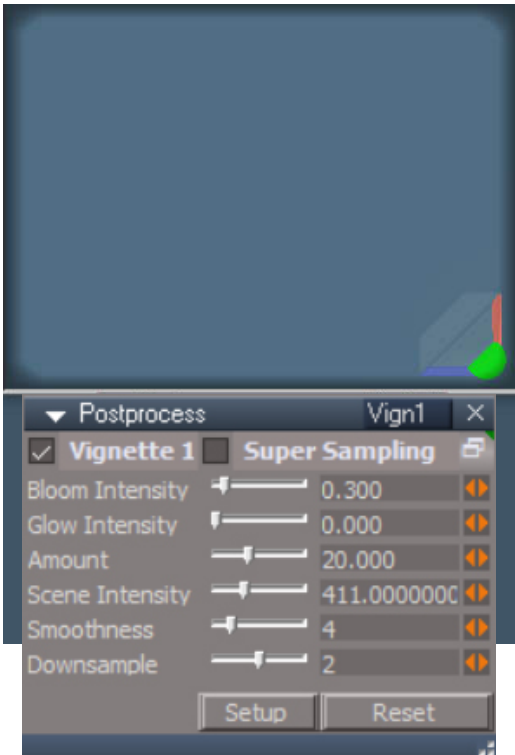 Postprocess Vign1
Vignette 1 Super Sampling
Bloom Intensity 0.300
Glow Intensity 0.000
Amount 20.000
Scene Intensity 411.0000000
Smoothness 4
Downsample 2
Setup Reset